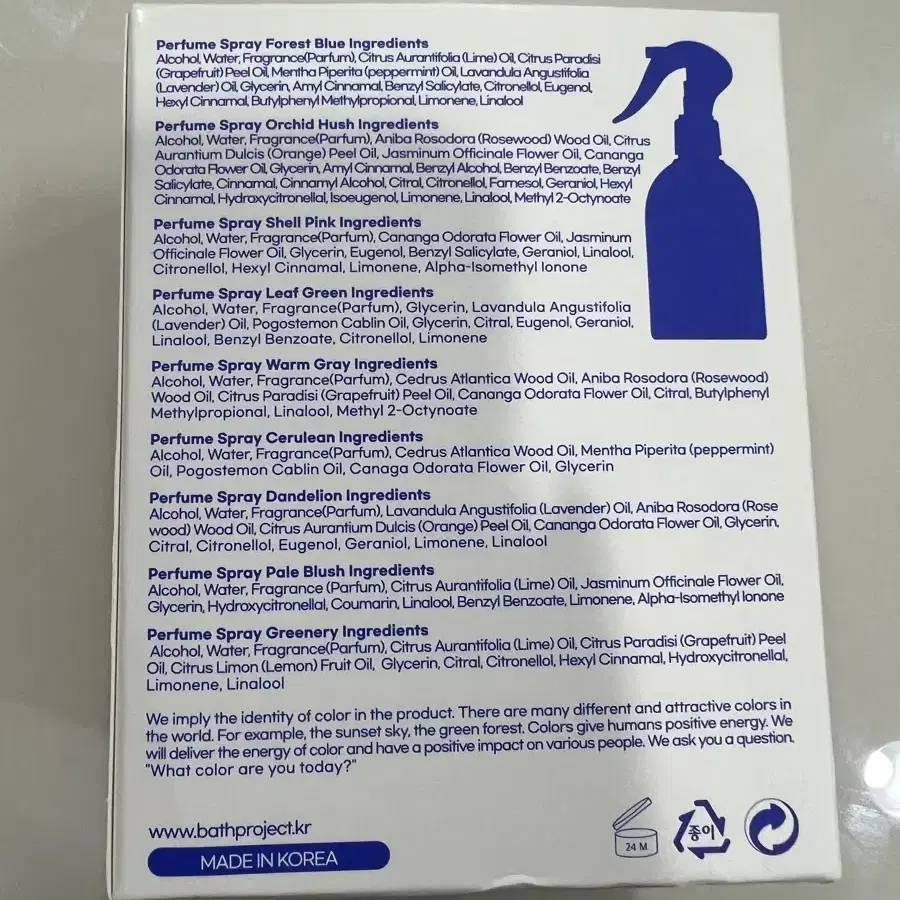 Perfume Spray Forest Blue Ingredients
Alcohol, Water, Fragrance(Parfum), Citrus Aurantifolia (Lime) Oil, Citrus Paradisi
(Grapefruit) Peel Oil, Mentha Piperita (peppermint) Oil, Lavandula Angustifolia
(Lavender) Oil, Glycerin, Amyl Cinnamal, Benzyl Salicylate, Citronellol, Eugenol,
Hexyl Cinnamal, Butylphenyl Methylpropional, Limonene, Linalool
Perfume Spray Orchid Hush Ingredients
Alcohol, Water, Fragrance(Parfum), Aniba Rosodora (Rosewood) Wood Oil, Citrus
Aurantium Dulcis (Orange) Peel Oil, Jasminum Officinale Flower Oil, Cananga
Odorata Flower Oil, Glycerin, Amyl Cinnamal, Benzyl Alcohol, Benzyl Benzoate, Benzyl
Salicylate, Cinnamal, Cinnamyl Alcohol, Citral, Citronellol, Farnesol, Geraniol, Hexyl
Cinnamal, Hydroxycitronellal, Isoeugenol, Limonene, Linalool, Methyl 2-Octynoate
Perfume Spray Shell Pink Ingredients
Alcohol, Water, Fragrance(Parfum), Cananga Odorata Flower Oil, Jasminum
Officinale Flower Oil, Glycerin, Eugenol, Benzyl Salicylate, Geraniol, Linalool,
Citronellol, Hexyl Cinnamal, Limonene, Alpha-Isomethyl Ionone
Perfume Spray Leaf Green Ingredients
Alcohol, Water, Fragrance(Parfum), Glycerin, Lavandula Angustifolia
(Lavender) Oil, Pogostemon Cablin Oil, Glycerin, Citral, Eugenol, Geraniol,
Linalool, Benzyl Benzoate, Citronellol, Limonene
Perfume Spray Warm Gray Ingredients
Alcohol, Water, Fragrance(Parfum), Cedrus Atlantica Wood Oil, Aniba Rosodora (Rosewood)
Wood Oil, Citrus Paradisi (Grapefruit) Peel Oil, Cananga Odorata Flower Oil, Citral, Butylphenyl
Methylpropional, Linalool, Methyl 2-Octynoate
Perfume Spray Cerulean Ingredients
Alcohol, Water, Fragrance(Parfum), Cedrus Atlantica Wood Oil, Mentha Piperita (peppermint)
Oil, Pogostemon Cablin Oil, Canaga Odorata Flower Oil, Glycerin
Perfume Spray Dandelion Ingredients
Alcohol, Water, Fragrance(Parfum), Lavandula Angustifolia (Lavender) Oil, Aniba Rosodora (Rose
wood) Wood Oil, Citrus Aurantium Dulcis (Orange) Peel Oil, Cananga Odorata Flower Oil, Glycerin,
Citral, Citronellol, Eugenol, Geraniol, Limonene, Linalool
Perfume Spray Pale Blush Ingredients
Alcohol, Water, Fragrance (Parfum), Citrus Aurantifolia (Lime) Oil, Jasminum Officinale Flower Oil,
Glycerin, Hydroxycitronellal, Coumarin, Linalool, Benzyl Benzoate, Limonene, Alpha-Isomethyl Ionone
Perfume Spray Greenery Ingredients
Alcohol, Water, Fragrance(Parfum), Citrus Aurantifolia (Lime) Oil, Citrus Paradisi (Grapefruit) Peel
Oil, Citrus Limon (Lemon) Fruit Oil, Glycerin, Citral, Citronellol, Hexyl Cinnamal, Hydroxycitronellal,
Limonene, Linalool
We imply the identity of color in the product. There are many different and attractive colors in
the world. For example, the sunset sky, the green forest. Colors give humans positive energy. We
will deliver the energy of color and have a positive impact on various people. We ask you a question.
"What color are you today?"
www.bathproject.kr
MADE IN KOREA
24 M
종이